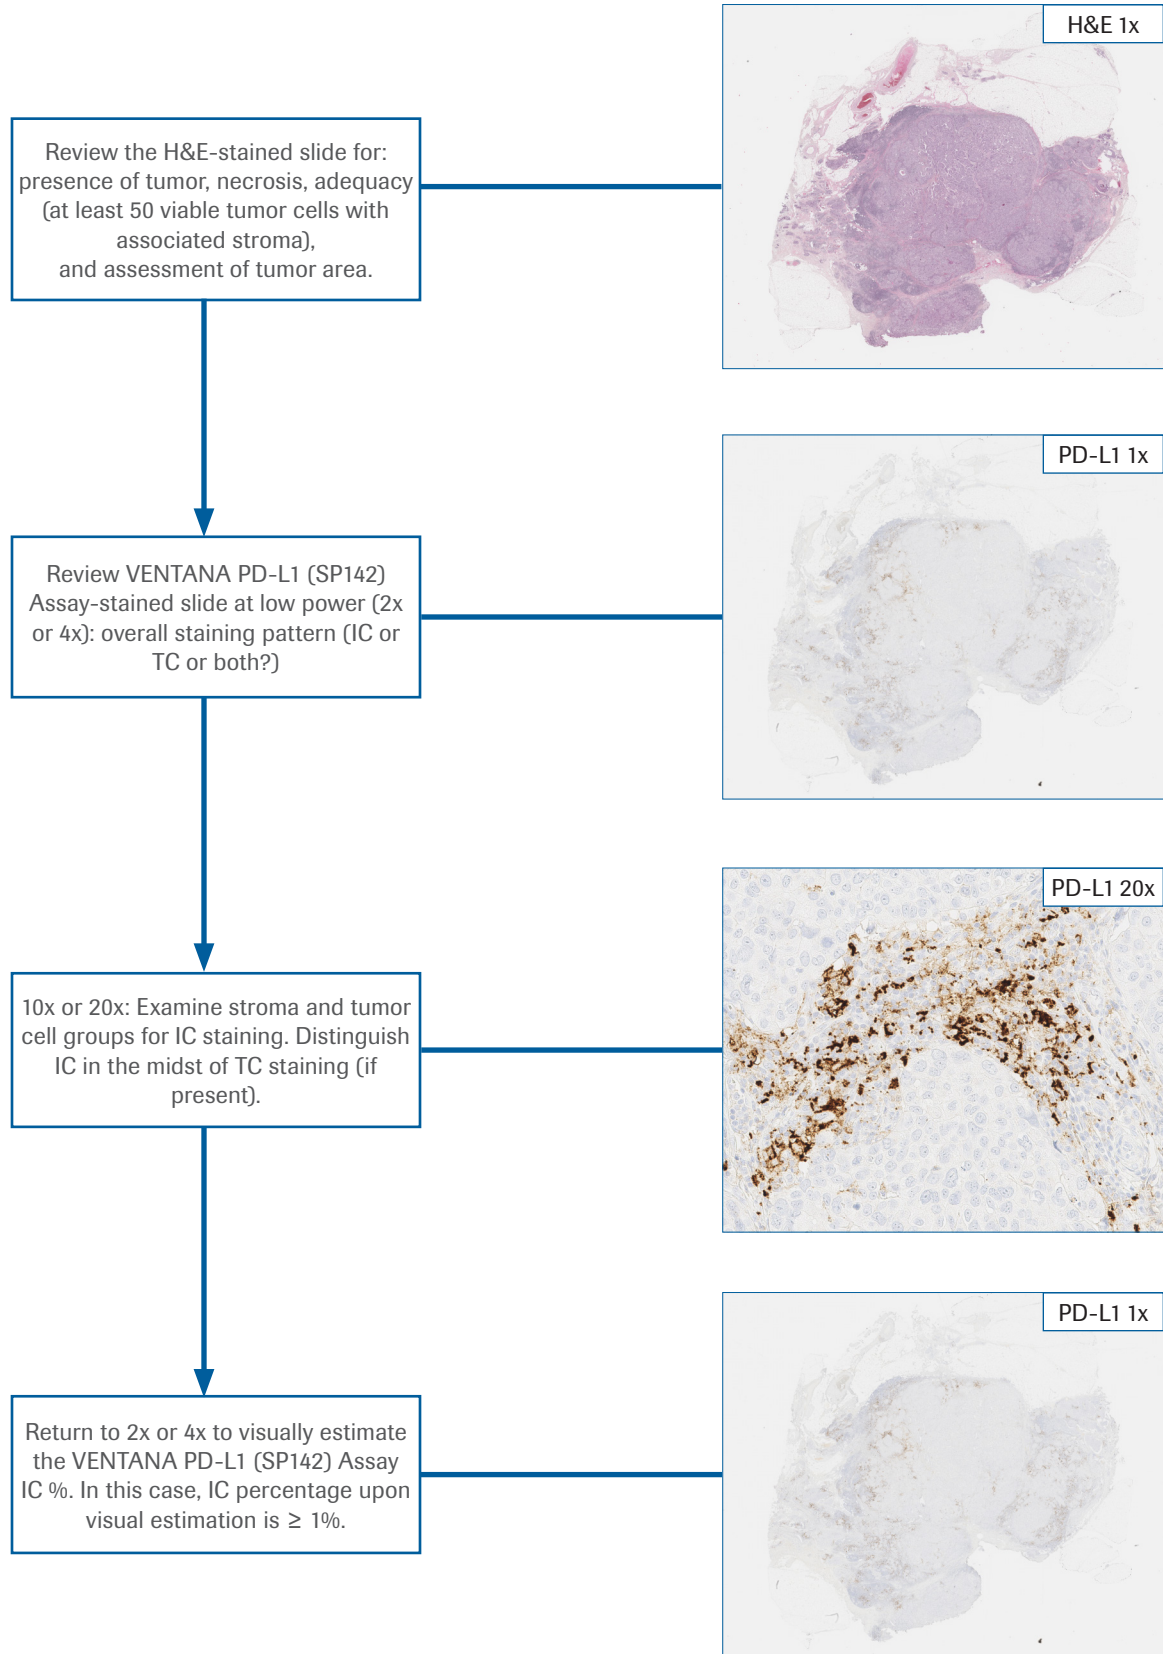 H&E 1x
Review the H&E-stained slide for:
presence of tumor, necrosis, adequacy
(at least 50 viable tumor cells with
associated stroma),
and assessment of tumor area.
PD-L1 1x
Review VENTANA PD-L1 (SP142)
Assay-stained slide at low power (2x
or 4x): overall staining pattern (IC or
TC or both?)
PD-L1 20x
10x or 20x: Examine stroma and tumor
cell groups for IC staining. Distinguish
IC in the midst of TC staining (if
present).
PD-L1 1x
Return to 2x or 4x to visually estimate
the VENTANA PD-L1 (SP142) Assay
IC %. In this case, IC percentage upon
visual estimation is ≥ 1%.